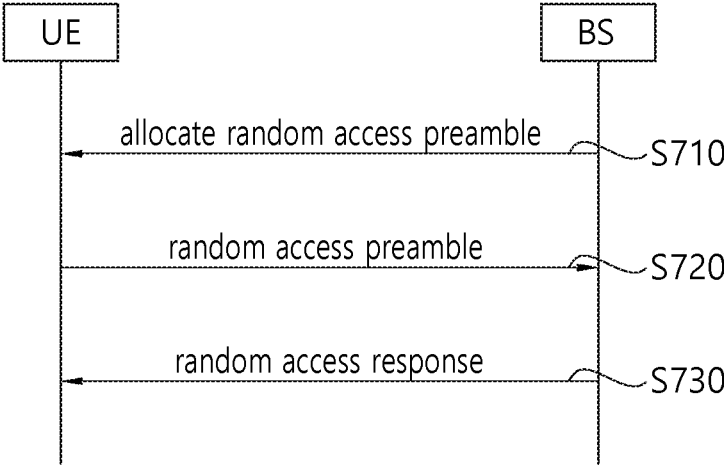 UE
BS
allocate random access preamble
S710
random access preamble
S720
random access response
S730